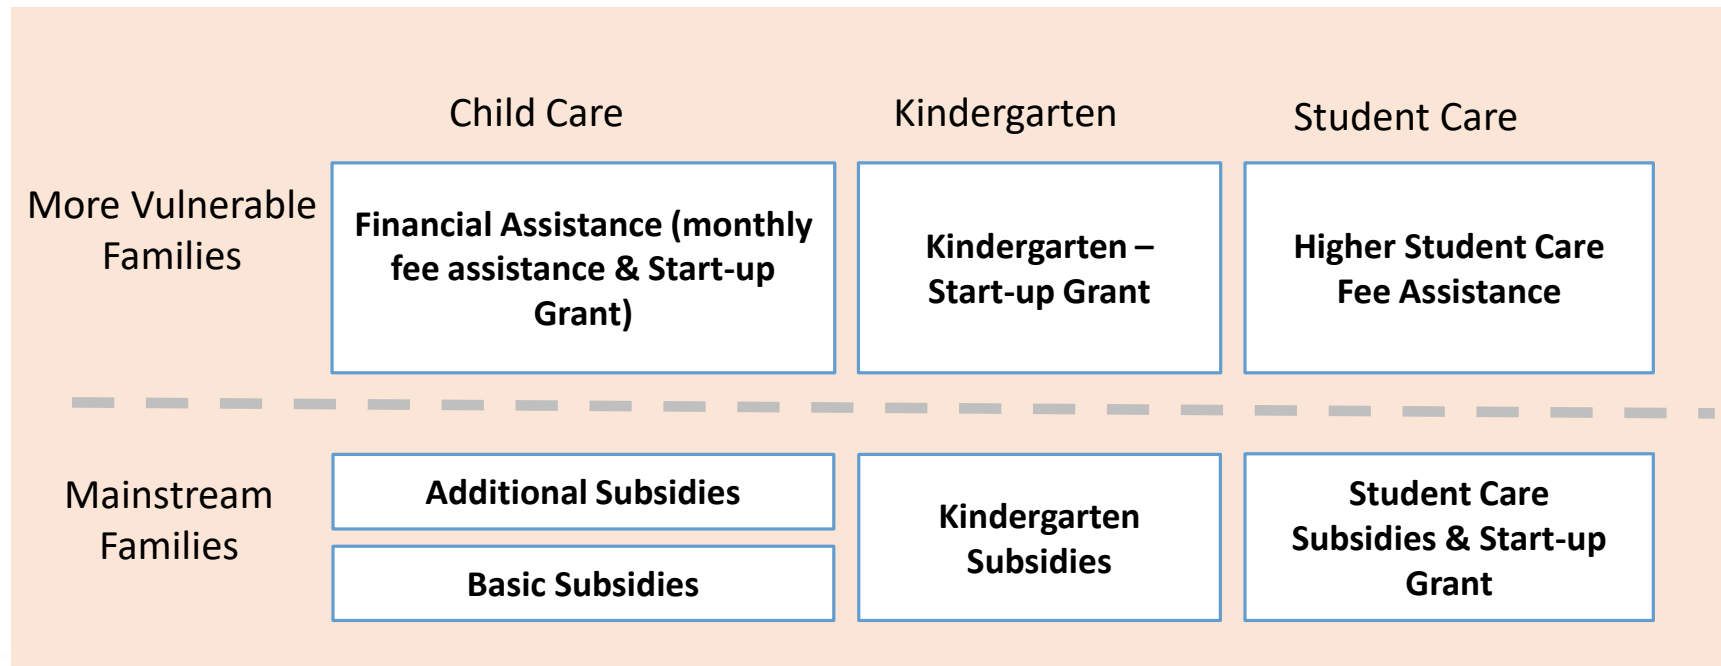 Child Care
Kindergarten
Student Care
More Vulnerable
Families
Financial Assistance (monthly
fee assistance & Start-up
Grant)
Kindergarten –
Start-up Grant
Higher Student Care
Fee Assistance
Mainstream
Families
Additional Subsidies
Basic Subsidies
Kindergarten
Subsidies
Student Care
Subsidies & Start-up
Grant